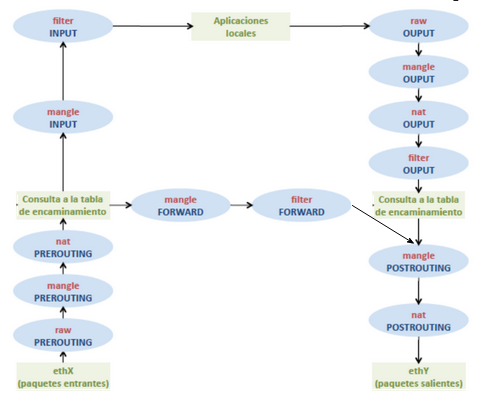 filter
INPUT
Aplicaciones
locales
raw
OUPUT
mangle
OUPUT
mangle
INPUT
nat
OUPUT
filter
OUPUT
Consulta a la tabla
de encaminamiento
mangle
FORWARD
filter
FORWARD
Consulta a la tabla
de encaminamiento
nat
PREROUTING
mangle
POSTROUTING
mangle
PREROUTING
raw
PREROUTING
nat
POSTROUTING
ethX
(paquetes entrantes)
ethY
(paquetes salientes)